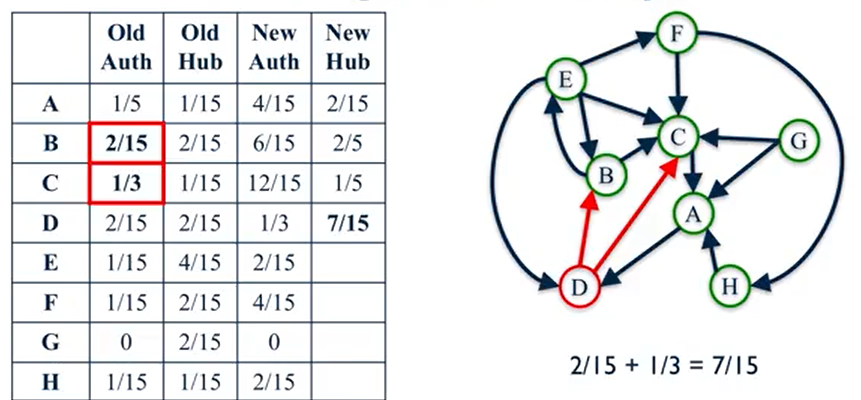 Old Auth Old Hub New Auth New Hub
A 1/5 1/15 4/15 2/15
B 2/15 2/15 6/15 2/5
C 1/3 1/15 12/15 1/5
D 2/15 2/15 1/3 7/15
E 1/15 4/15 2/15
F 1/15 2/15 4/15
G 0 2/15 0
H 1/15 1/15 2/15
F
E
C
G
B
A
D
H
2/15 + 1/3 = 7/15